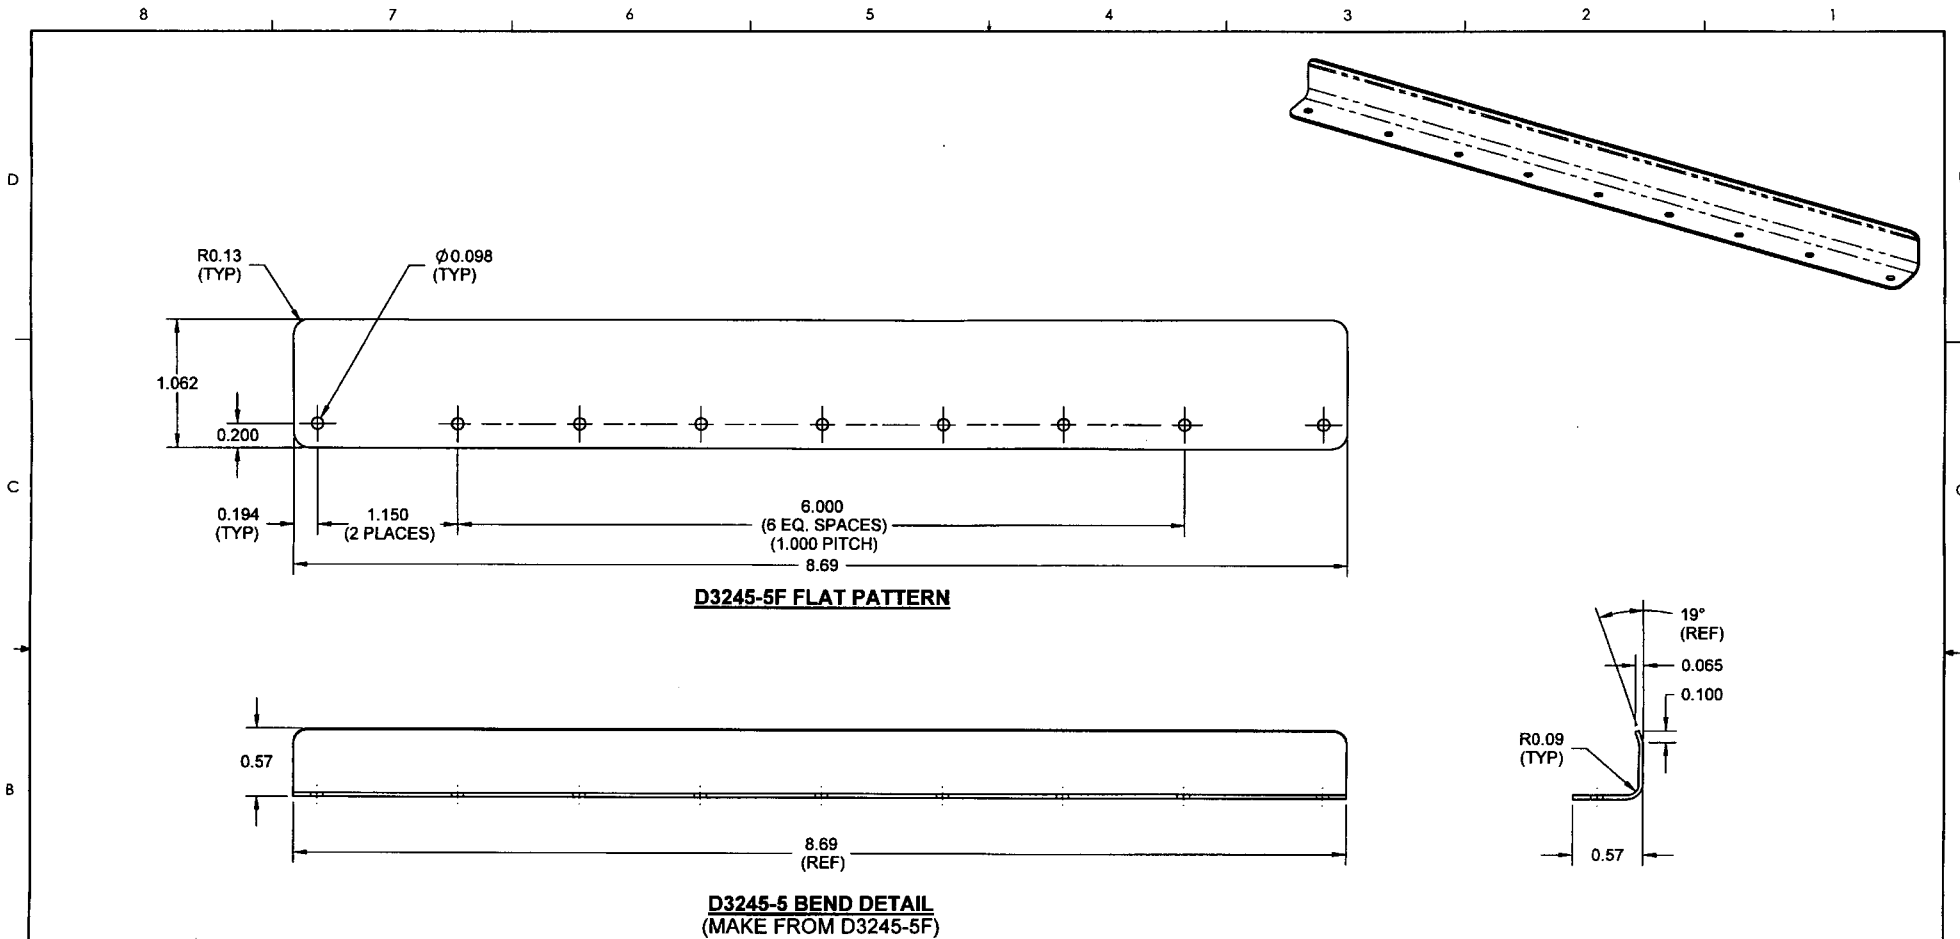 8 7 6 5 4 3 2 1
D
R0.13
(TYP)
Ø0.098
(TYP)
1.062
0.200
C
0.194
(TYP)
1.150
(2 PLACES)
6.000
(6 EQ. SPACES)
(1.000 PITCH)
8.69
D3245-5F FLAT PATTERN
19°
(REF)
0.065
0.100
R0.09
(TYP)
0.57
B
8.69
(REF)
0.57
D3245-5 BEND DETAIL
(MAKE FROM D3245-5F)